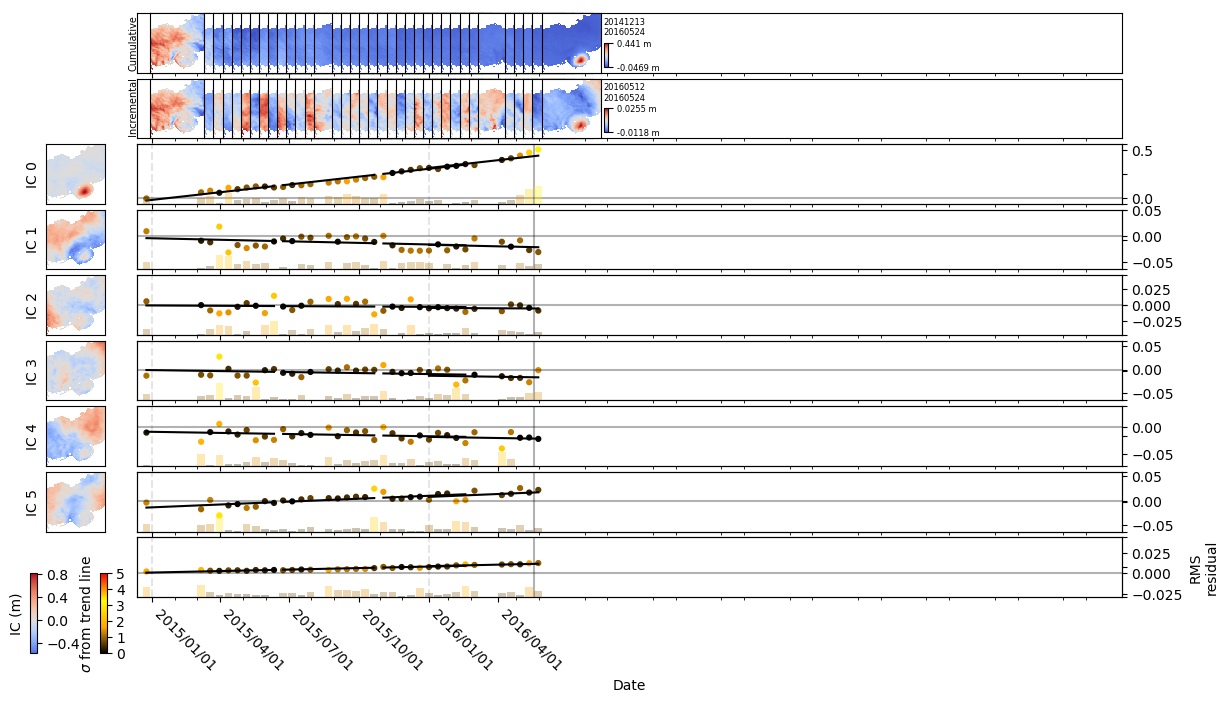 Cumulative
20141213
20160524
0.441 m
-0.0469 m
Incremental
20160512
20160524
0.0255 m
-0.0118 m
IC 0
0.5
0.0
IC 1
0.05
0.00
−0.05
IC 2
0.025
0.000
−0.025
IC 3
0.05
0.00
−0.05
IC 4
0.00
−0.05
IC 5
0.05
0.00
−0.05
0.025
0.000
−0.025
RMS
residual
IC (m)
0.8
0.4
0.0
−0.4
σ from trend line
5
4
3
2
1
0
2015/01/01
2015/04/01
2015/07/01
2015/10/01
2016/01/01
2016/04/01
Date